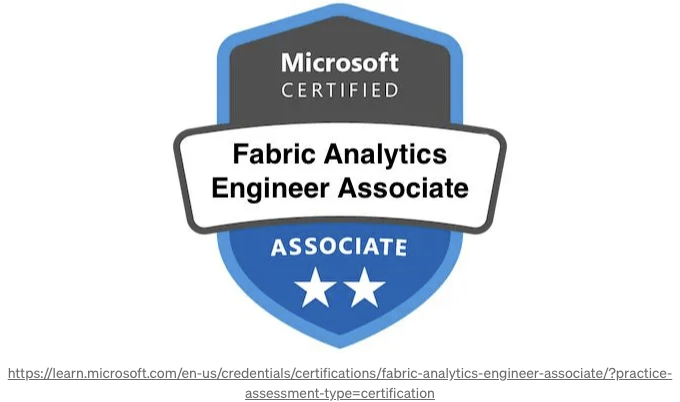 Microsoft
CERTIFIED
Fabric Analytics
Engineer Associate
ASSOCIATE
https://learn.microsoft.com/en-us/credentials/certifications/fabric-analytics-engineer-associate/?practice-
assessment-type=certification